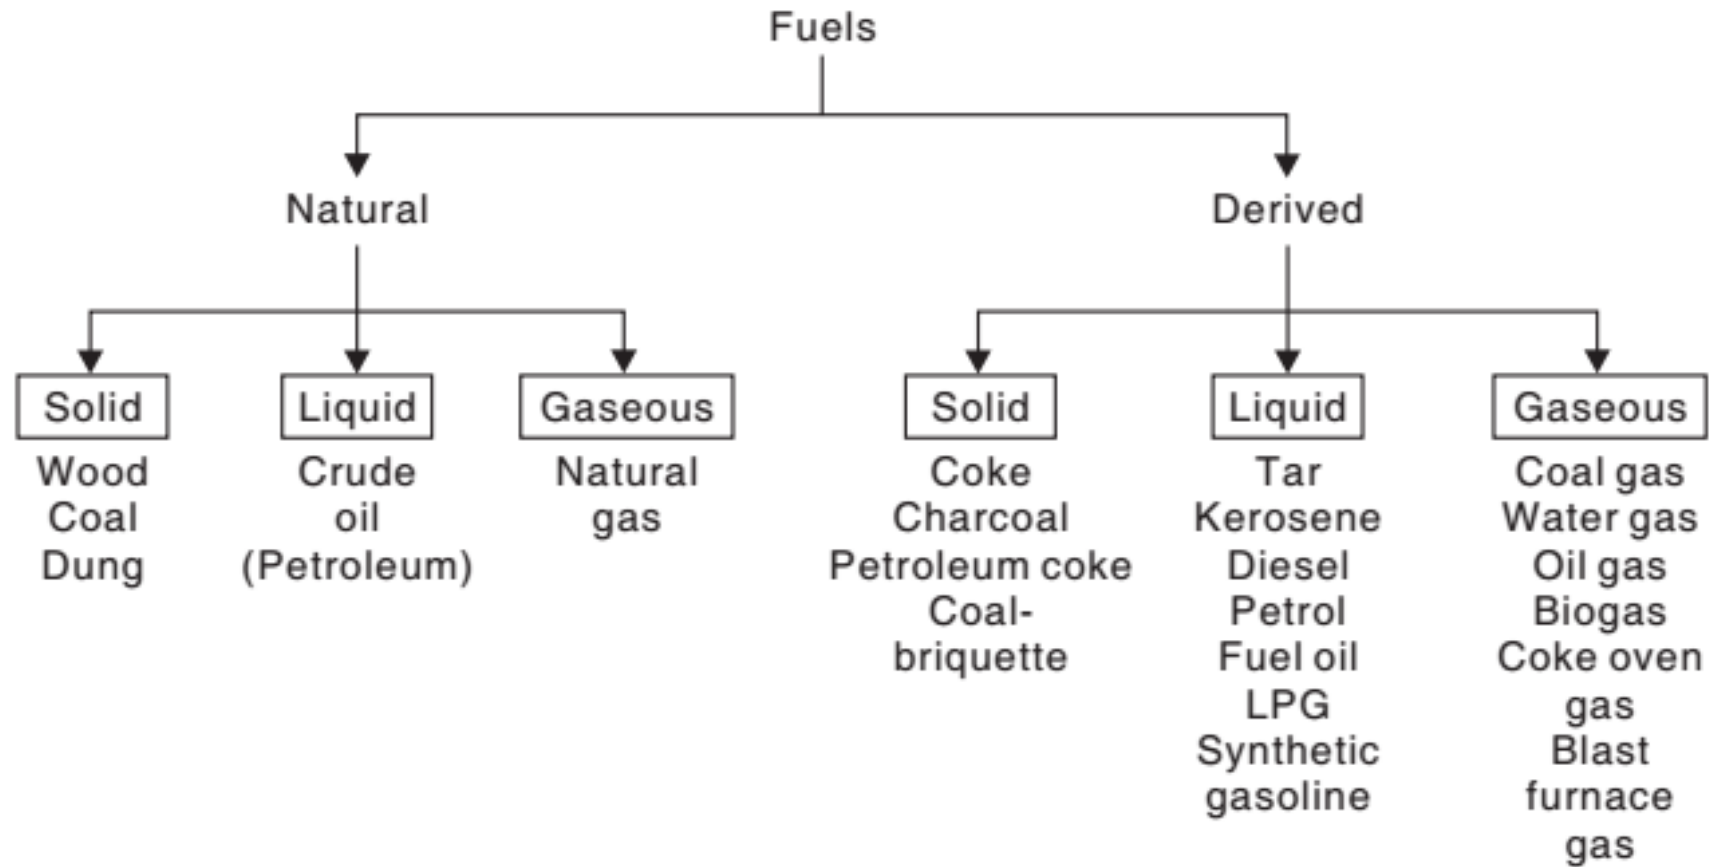 Fuels
Natural
Derived
Solid
Wood
Coal
Dung
Liquid
Crude
oil
(Petroleum)
Gaseous
Natural
gas
Solid
Coke
Charcoal
Petroleum coke
Coal-
briquette
Liquid
Tar
Kerosene
Diesel
Petrol
Fuel oil
LPG
Synthetic
gasoline
Gaseous
Coal gas
Water gas
Oil gas
Biogas
Coke oven
gas
Blast
furnace
gas